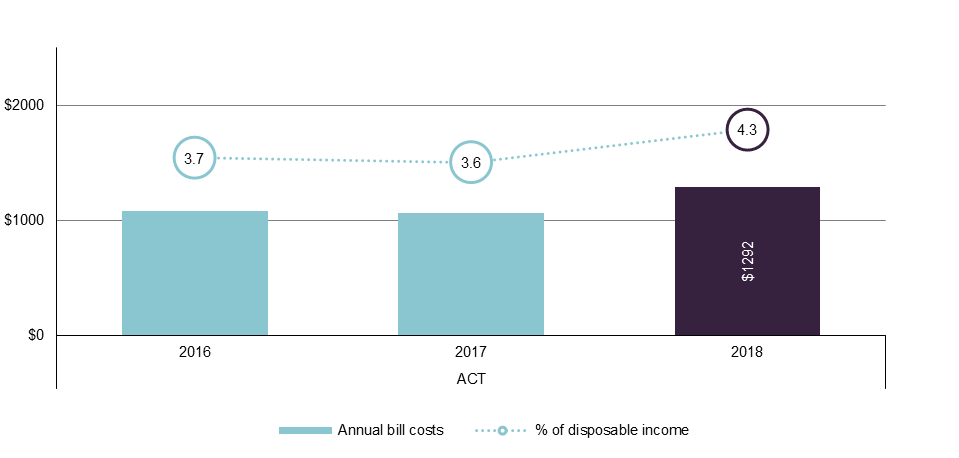 $2000
4.3
3.7
3.6
$1000
$1292
$0
2016 2017 2018
ACT
Annual bill costs % of disposable income